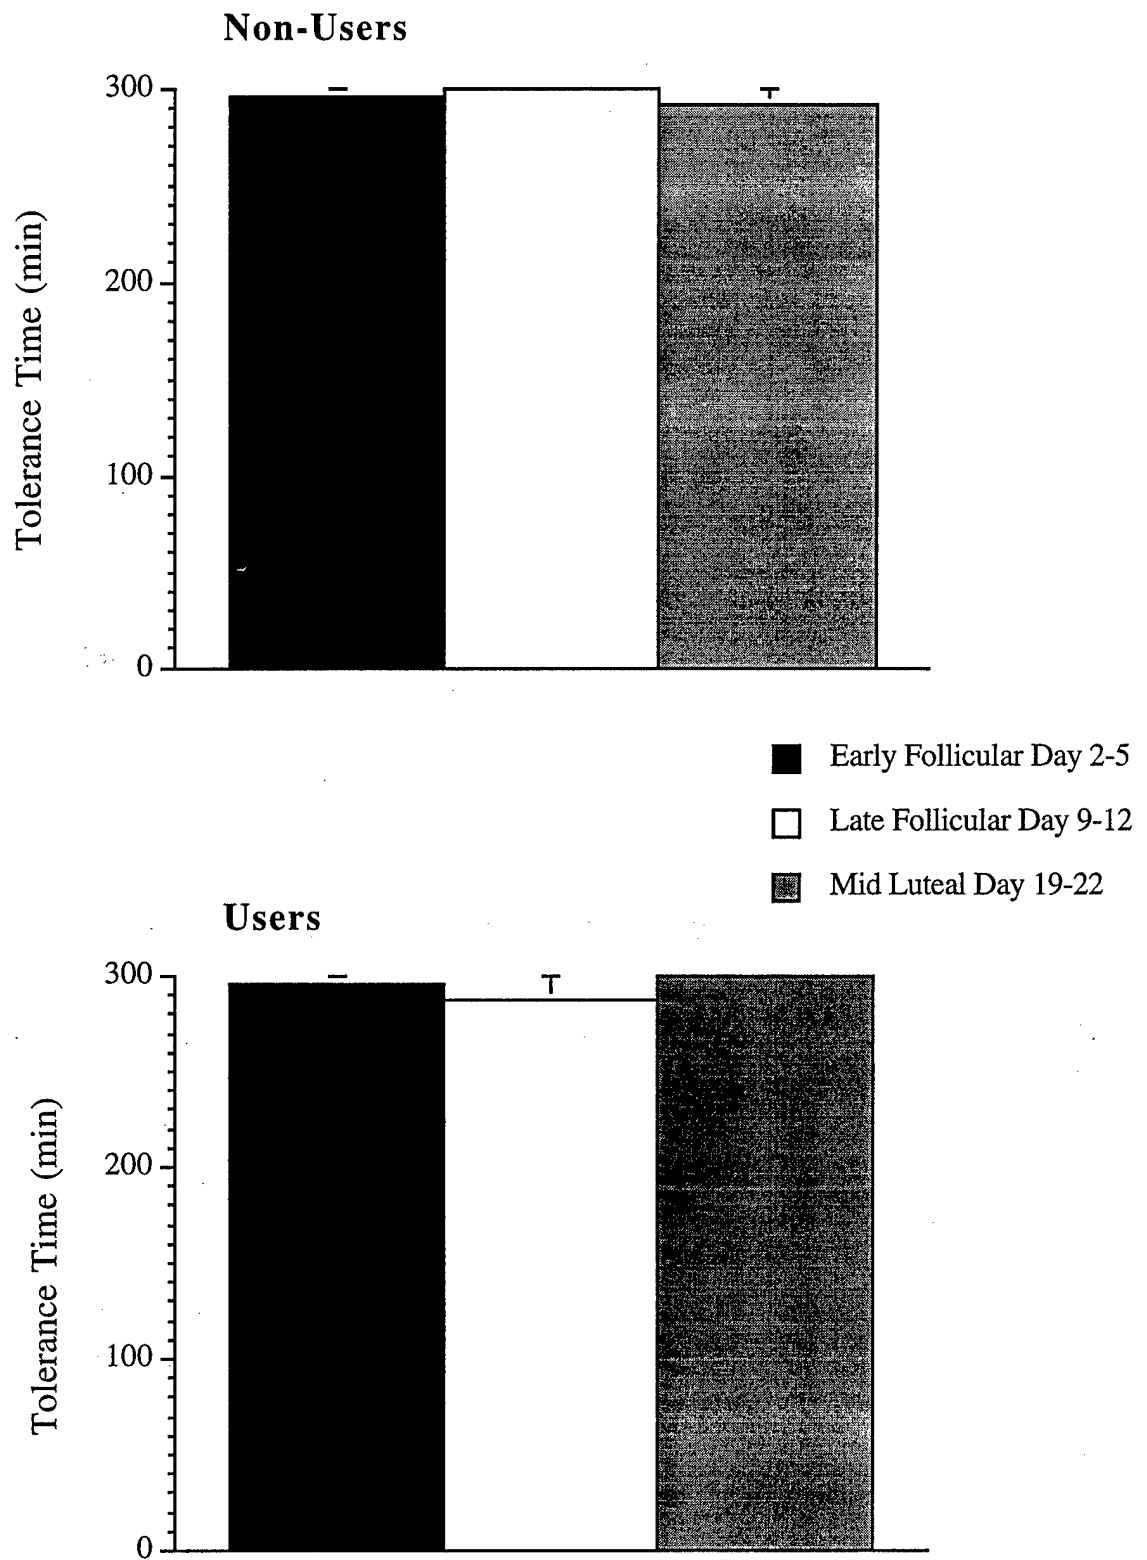 Non-Users
300
200
100
0
Tolerance Time (min)
Early Follicular Day 2-5
Late Follicular Day 9-12
Mid Luteal Day 19-22
Users
300
200
100
0
Tolerance Time (min)